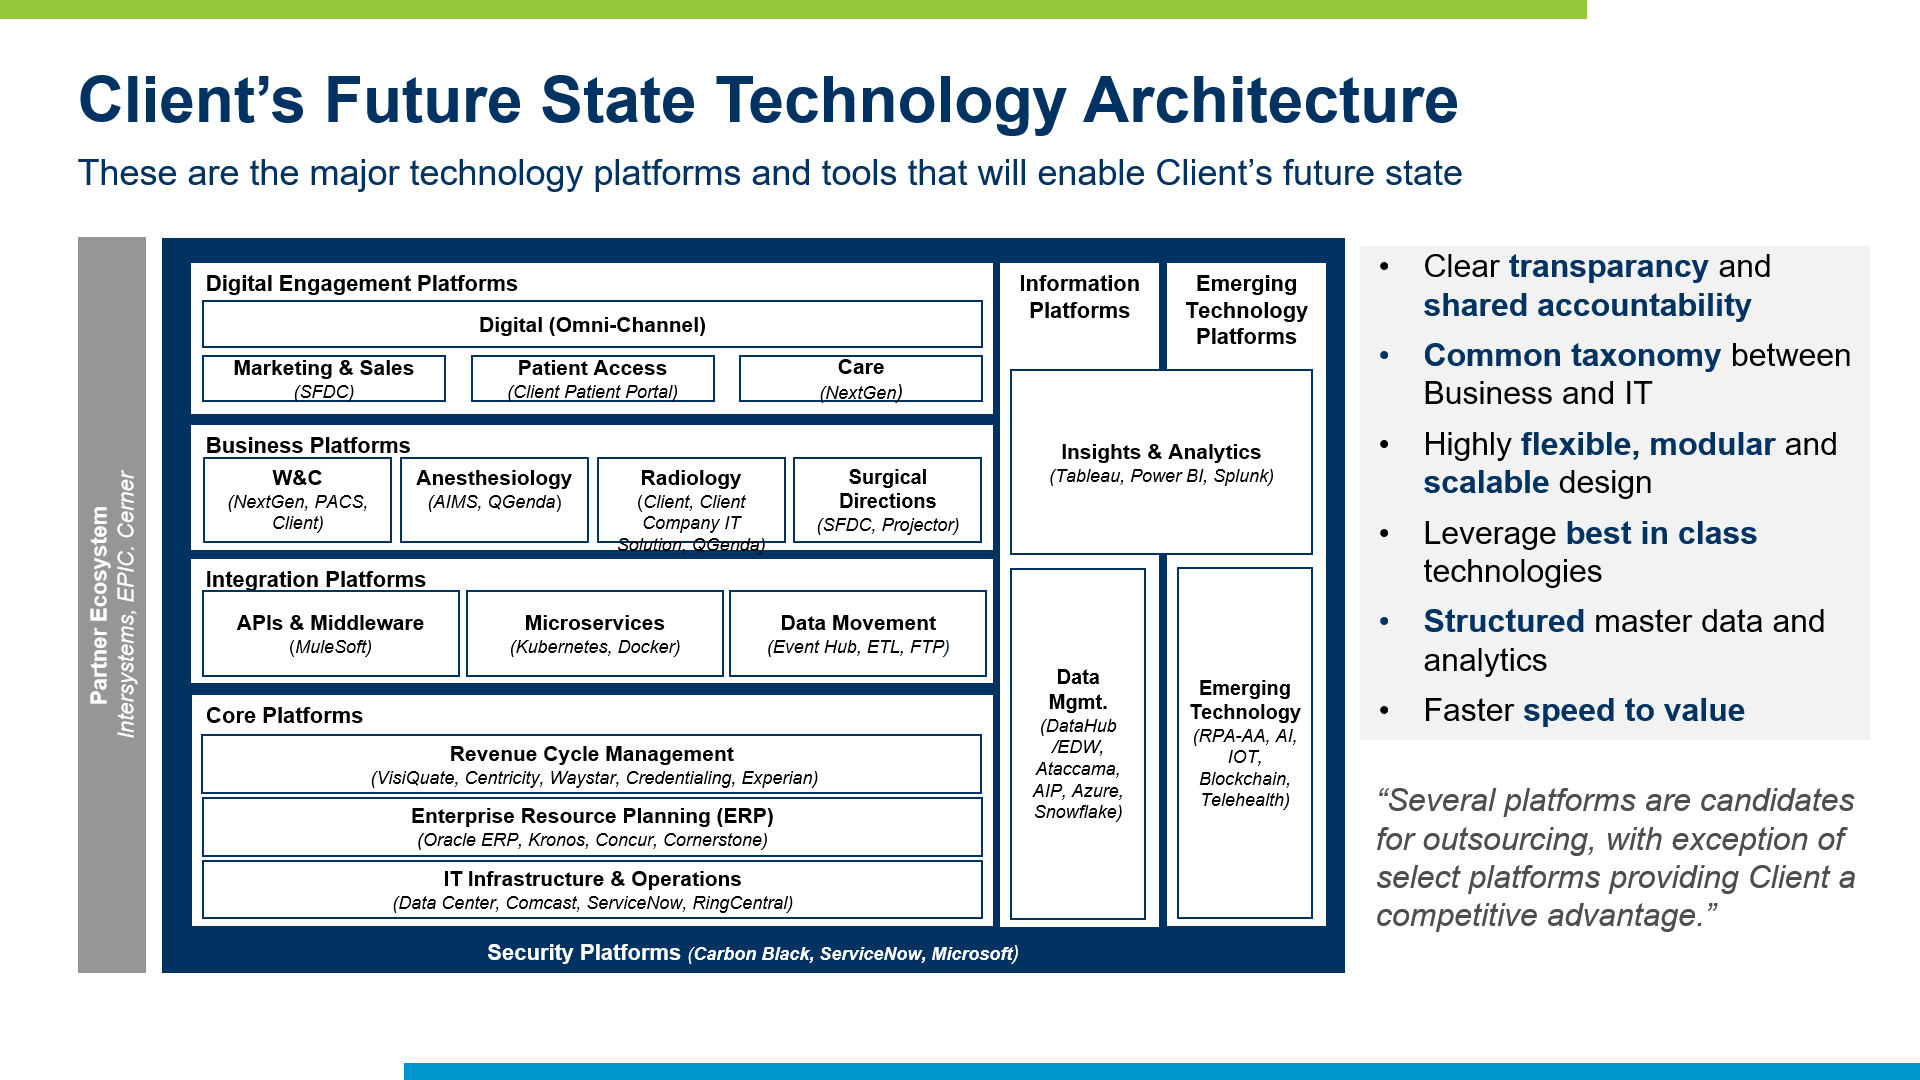 Client’s Future State Technology Architecture
These are the major technology platforms and tools that will enable Client’s future state
Partner Ecosystem
Intersystems, EPIC. Cerner
Digital Engagement Platforms
Digital (Omni-Channel)
Marketing & Sales
(SFDC)
Patient Access
(Client Patient Portal)
Care
(NextGen)
Business Platforms
W&C
(NextGen, PACS,
Client)
Anesthesiology
(AIMS, QGenda)
Radiology
(Client, Client
Company IT
Solution, QGenda)
Surgical
Directions
(SFDC, Projector)
Integration Platforms
APIs & Middleware
(MuleSoft)
Microservices
(Kubernetes, Docker)
Data Movement
(Event Hub, ETL, FTP)
Core Platforms
Revenue Cycle Management
(VisiQuate, Centricity, Waystar, Credentialing, Experian)
Enterprise Resource Planning (ERP)
(Oracle ERP, Kronos, Concur, Cornerstone)
IT Infrastructure & Operations
(Data Center, Comcast, ServiceNow, RingCentral)
Information
Platforms
Emerging
Technology
Platforms
Insights & Analytics
(Tableau, Power BI, Splunk)
Data
Mgmt.
(DataHub
/EDW,
Ataccama,
AIP, Azure,
Snowflake)
Emerging
Technology
(RPA-AA, AI,
IOT,
Blockchain,
Telehealth)
Security Platforms (Carbon Black, ServiceNow, Microsoft)
• Clear transparancy and
shared accountability
• Common taxonomy between
Business and IT
• Highly flexible, modular and
scalable design
• Leverage best in class
technologies
• Structured master data and
analytics
• Faster speed to value
“Several platforms are candidates
for outsourcing, with exception of
select platforms providing Client a
competitive advantage.”